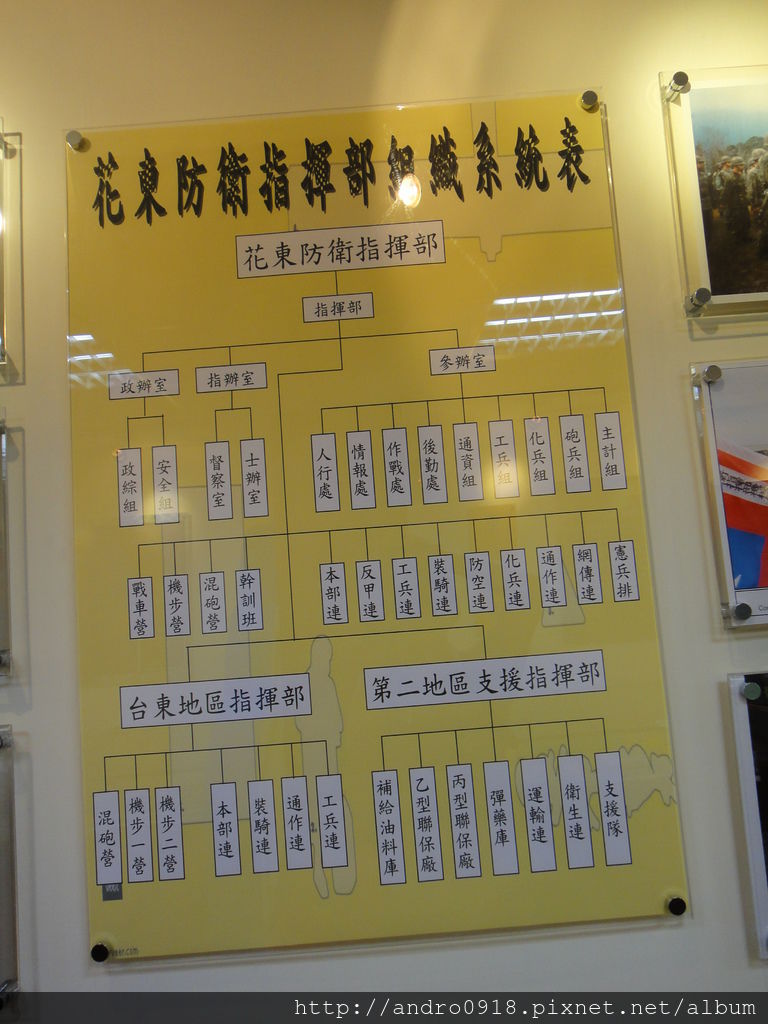 花東防衛指揮部組織系統表
花東防衛指揮部
指揮部
政辦室
指辦室
參辦室
政綜組
安全組
督察室
士辦室
人行處
情報處
作戰處
後勤處
通資組
工兵組
化兵組
砲兵組
主計組
戰車營
機步營
混砲營
幹訓班
本部連
反甲連
工兵連
裝騎連
防空連
化兵連
通作連
網傳連
憲兵排
台東地區指揮部
第二地區支援指揮部
混砲營
機步一營
機步二營
本部連
裝騎連
通作連
工兵連
補給油料庫
乙型聯保廠
丙型聯保廠
彈藥庫
運輸連
衛生連
支援隊
http://andro0918.pixnet.net/album